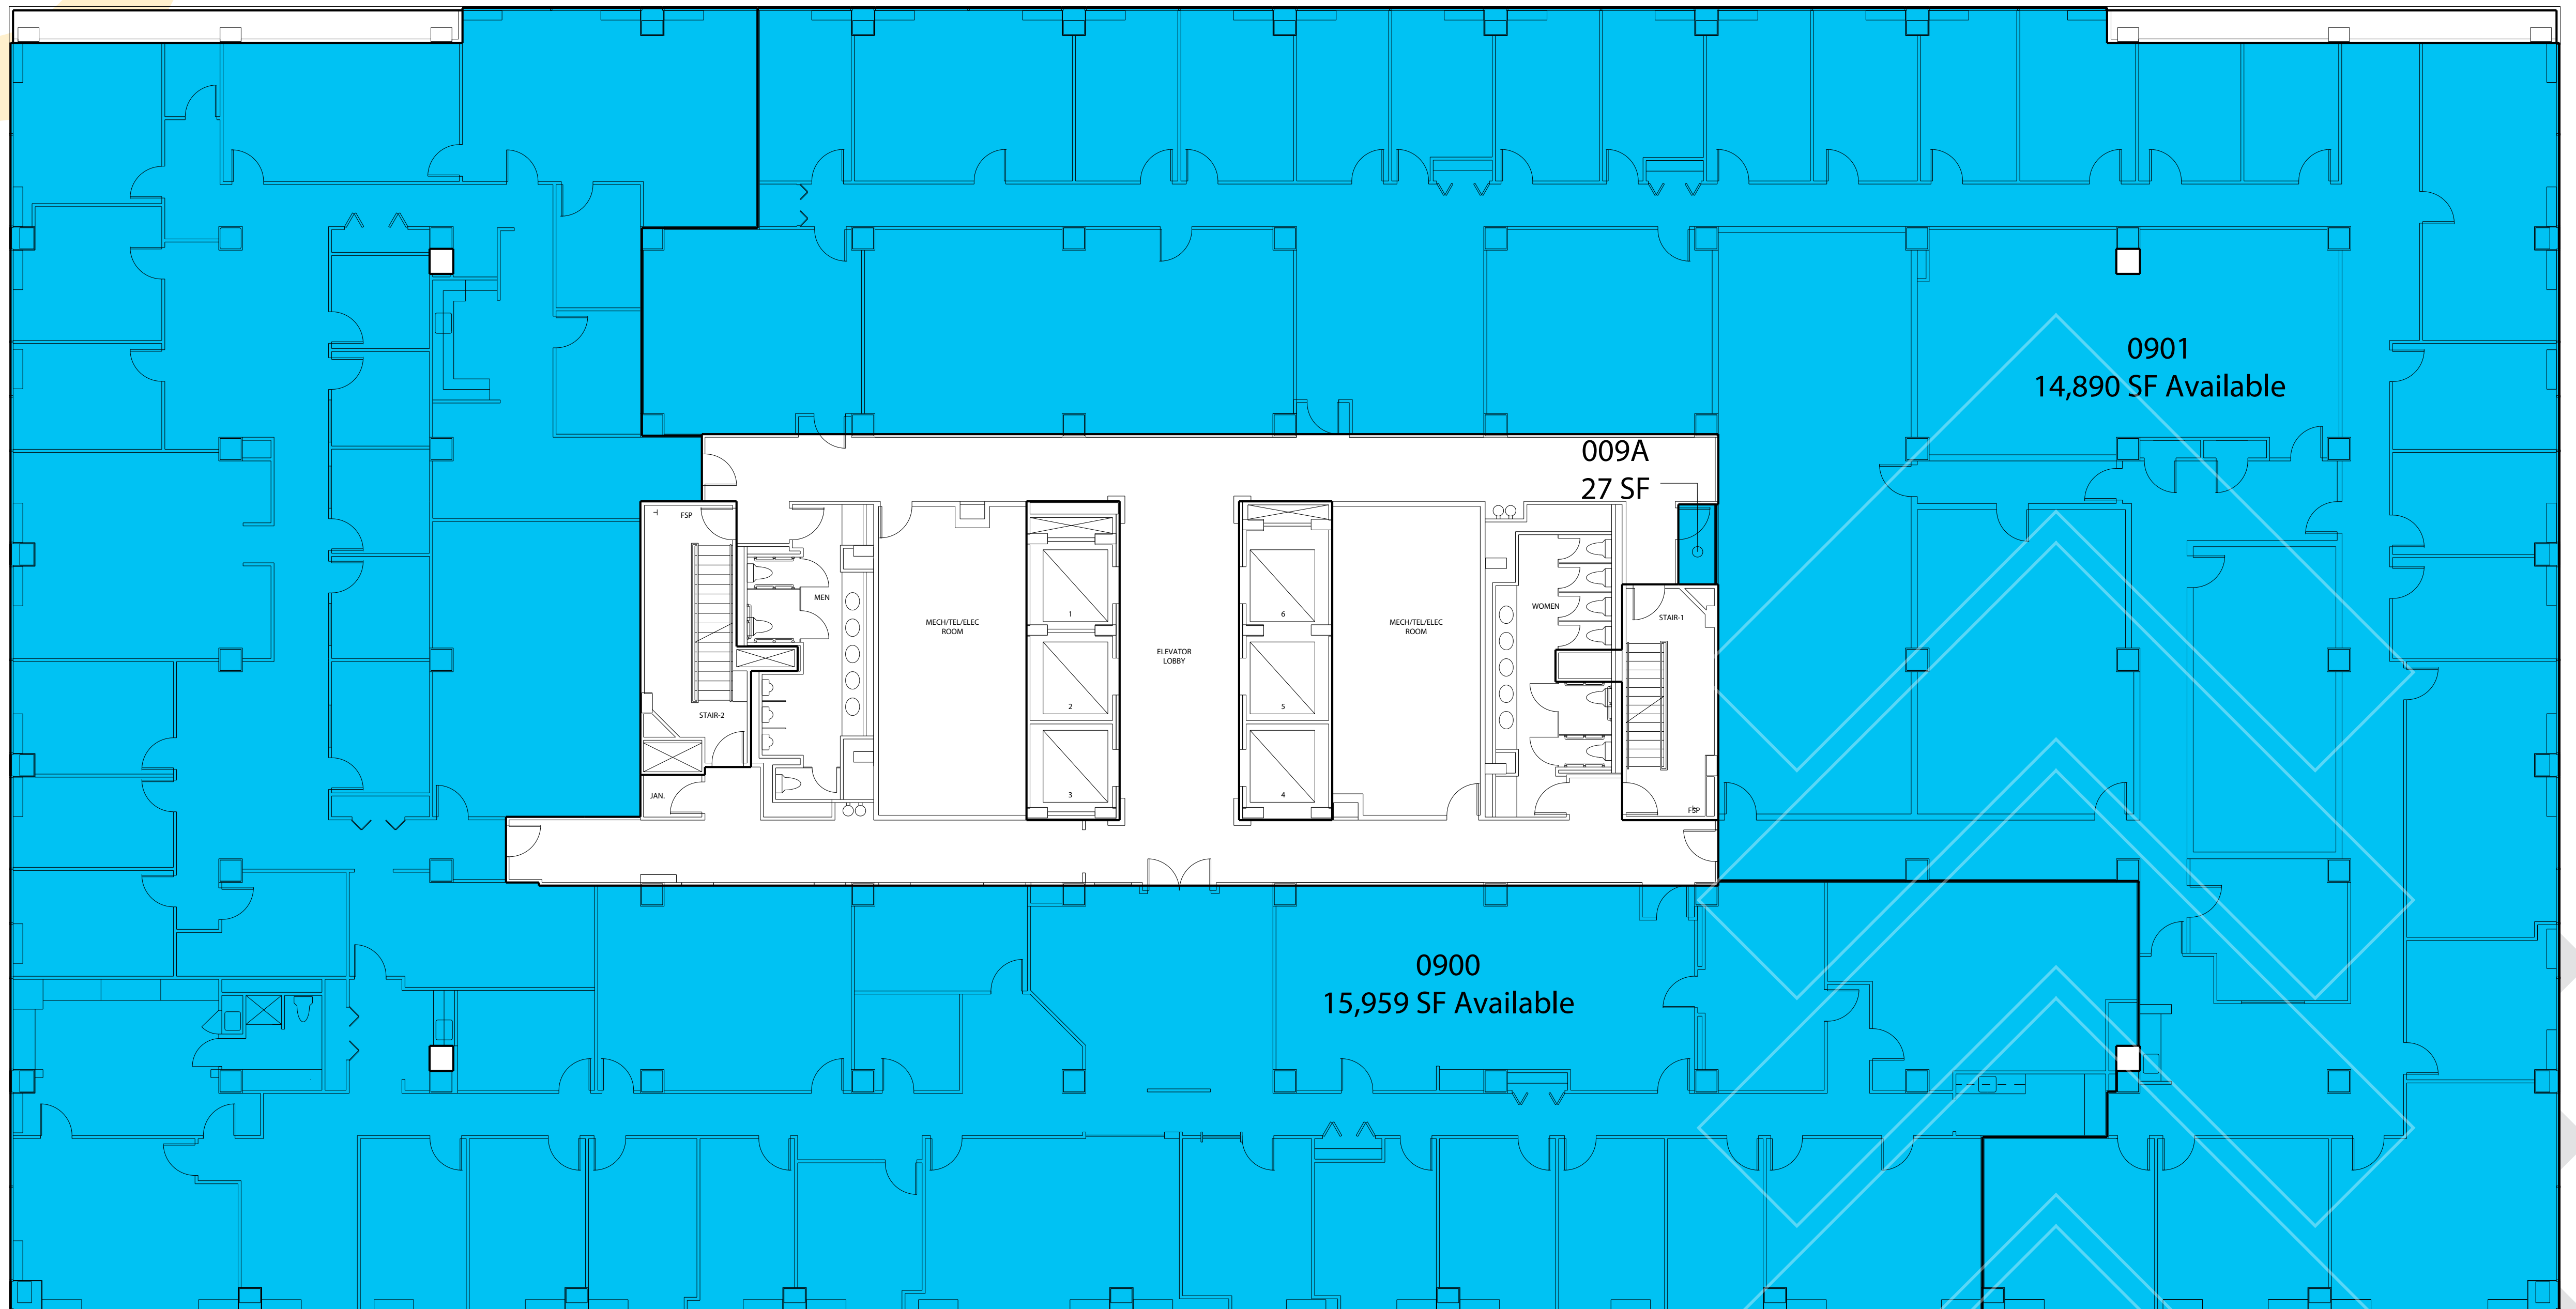 0901
14,890 SF Available
009A
27 SF
FSP
MEN
STAIR-2
JAN.
MECH/TEL/ELEC
ROOM
1
2
3
ELEVATOR
LOBBY
6
5
4
MECH/TEL/ELEC
ROOM
WOMEN
STAIR-1
FSP
0900
15,959 SF Available